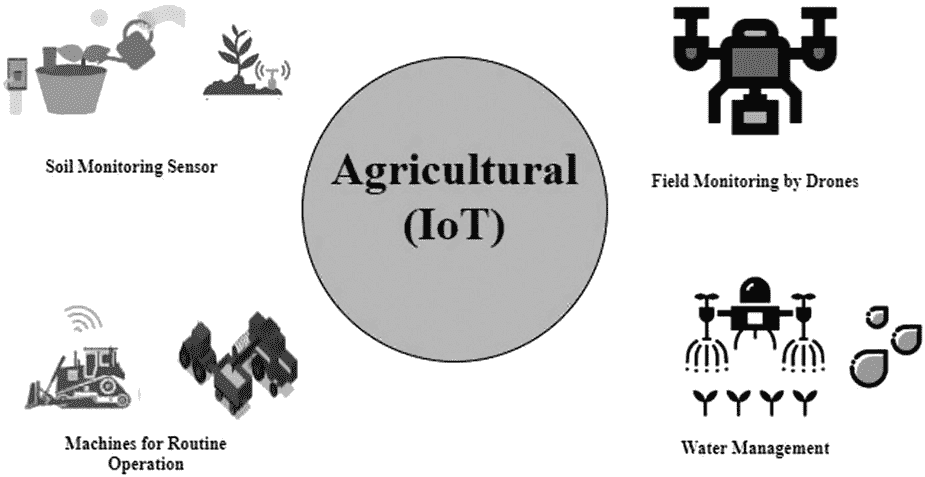 Soil Monitoring Sensor
Agricultural
(IoT)
Field Monitoring by Drones
Machines for Routine
Operation
Water Management